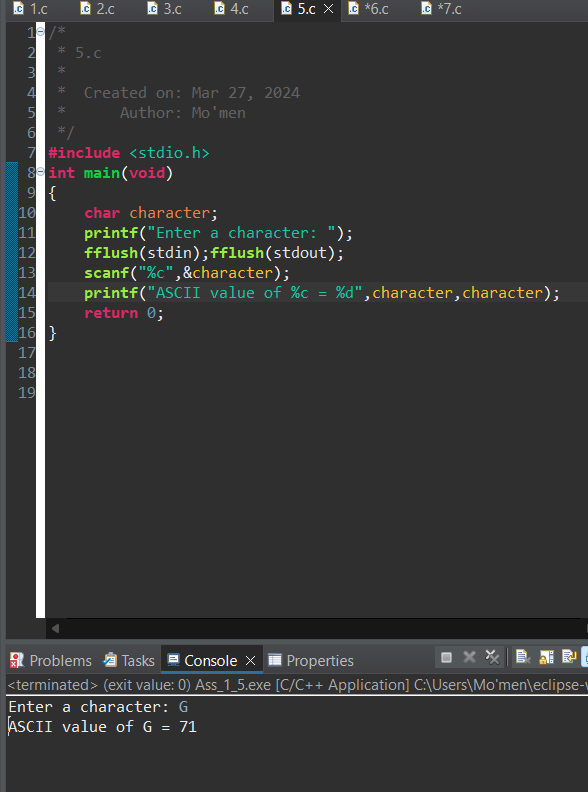 1.c 2.c 3.c 4.c 5.c *6.c *7.c
1 /*
2 * 5.c
3 *
4 * Created on: Mar 27, 2024
5 * Author: Mo'men
6 */
7 #include <stdio.h>
8 int main(void)
9 {
10 char character;
11 printf("Enter a character: ");
12 fflush(stdin);fflush(stdout);
13 scanf("%c",&character);
14 printf("ASCII value of %c = %d",character,character);
15 return 0;
16 }
17
18
19
Problems Tasks Console Properties
<terminated> (exit value: 0) Ass_1_5.exe [C/C++ Application] C:\Users\Mo'men\eclipse-
Enter a character: G
ASCII value of G = 71